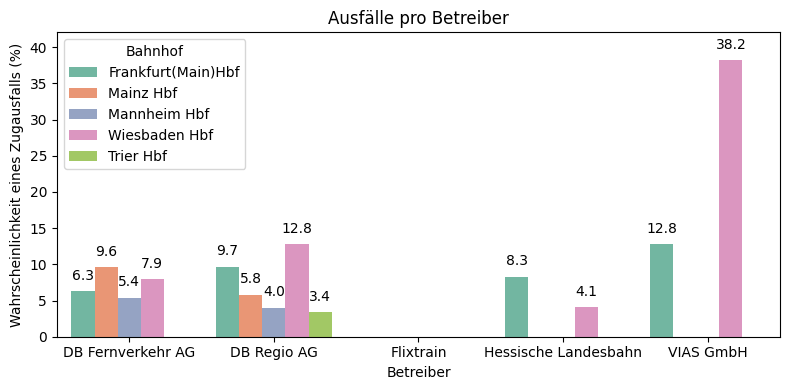 Ausfälle pro Betreiber
Wahrscheinlichkeit eines Zugausfalls (%)
40
35
30
25
20
15
10
5
0
Bahnhof
Frankfurt(Main)Hbf
Mainz Hbf
Mannheim Hbf
Wiesbaden Hbf
Trier Hbf
6.3
9.6
5.4
7.9
9.7
5.8
4.0
12.8
3.4
8.3
4.1
12.8
38.2
DB Fernverkehr AG
DB Regio AG
Flixtrain
Hessische Landesbahn
VIAS GmbH
Betreiber